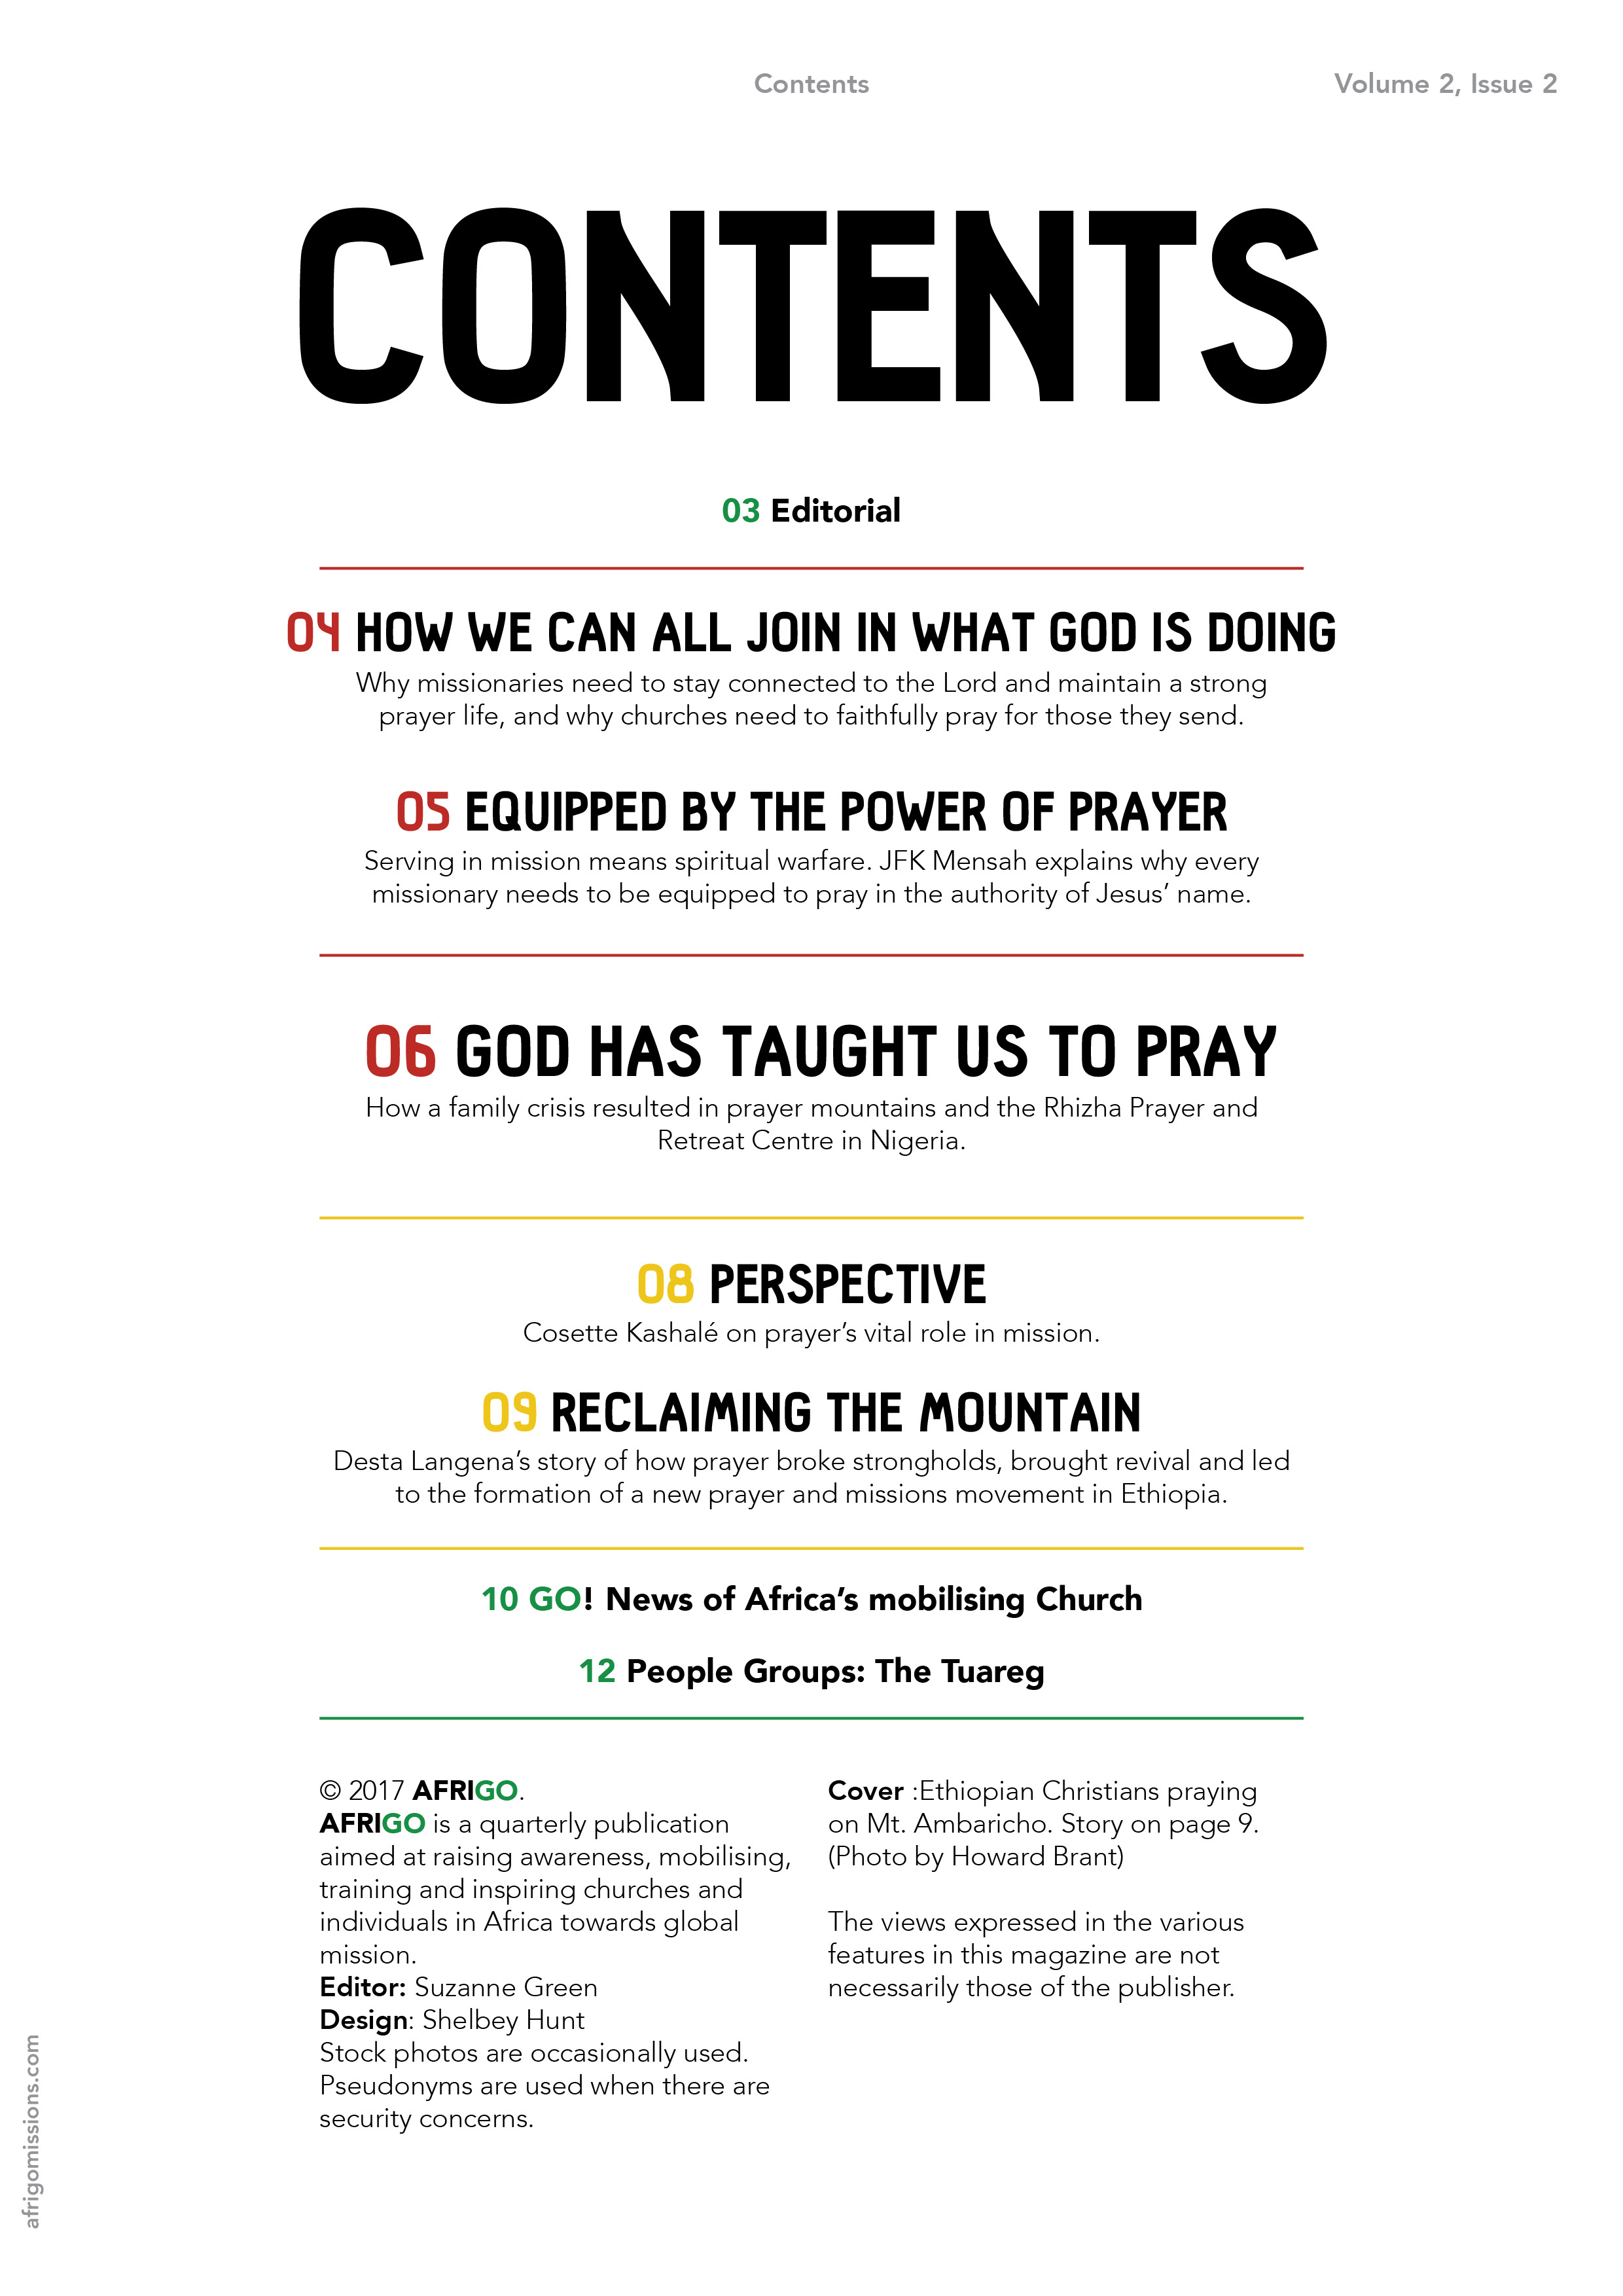 Contents
Volume 2, Issue 2
CONTENTS
03 Editorial
04 HOW WE CAN ALL JOIN IN WHAT GOD IS DOING
Why missionaries need to stay connected to the Lord and maintain a strong
prayer life, and why churches need to faithfully pray for those they send.
05 EQUIPPED BY THE POWER OF PRAYER
Serving in mission means spiritual warfare. JFK Mensah explains why every
missionary needs to be equipped to pray in the authority of Jesus’ name.
06 GOD HAS TAUGHT US TO PRAY
How a family crisis resulted in prayer mountains and the Rhizha Prayer and
Retreat Centre in Nigeria.
08 PERSPECTIVE
Cosette Kashalé on prayer’s vital role in mission.
09 RECLAIMING THE MOUNTAIN
Desta Langena’s story of how prayer broke strongholds, brought revival and led
to the formation of a new prayer and missions movement in Ethiopia.
10 GO! News of Africa’s mobilising Church
12 People Groups: The Tuareg
© 2017 AFRIGO.
AFRIGO is a quarterly publication
aimed at raising awareness, mobilising,
training and inspiring churches and
individuals in Africa towards global
mission.
Editor: Suzanne Green
Design: Shelbey Hunt
Stock photos are occasionally used.
Pseudonyms are used when there are
security concerns.
Cover :Ethiopian Christians praying
on Mt. Ambaricho. Story on page 9.
(Photo by Howard Brant)
The views expressed in the various
features in this magazine are not
necessarily those of the publisher.
afrigomissions.com